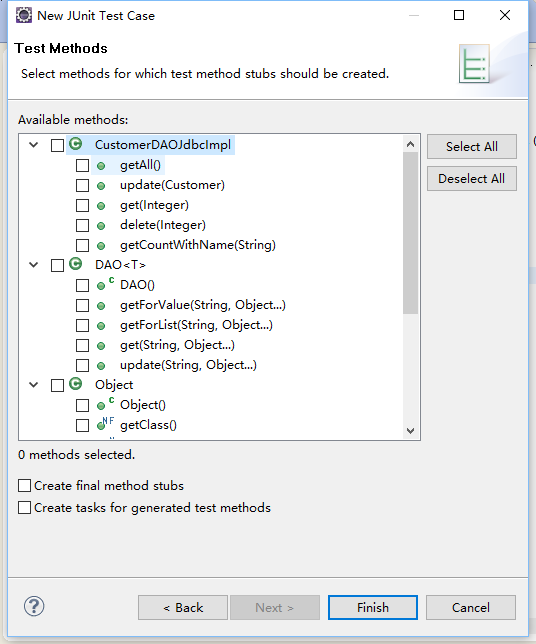 New JUnit Test Case
Test Methods
Select methods for which test method stubs should be created.
Available methods:
CustomerDAOJdbcImpl
getAll()
update(Customer)
get(Integer)
delete(Integer)
getCountWithName(String)
DAO<T>
DAO()
getForValue(String, Object...)
getForList(String, Object...)
get(String, Object...)
update(String, Object...)
Object
Object()
getClass()
Select All
Deselect All
0 methods selected.
Create final method stubs
Create tasks for generated test methods
< Back
Next >
Finish
Cancel